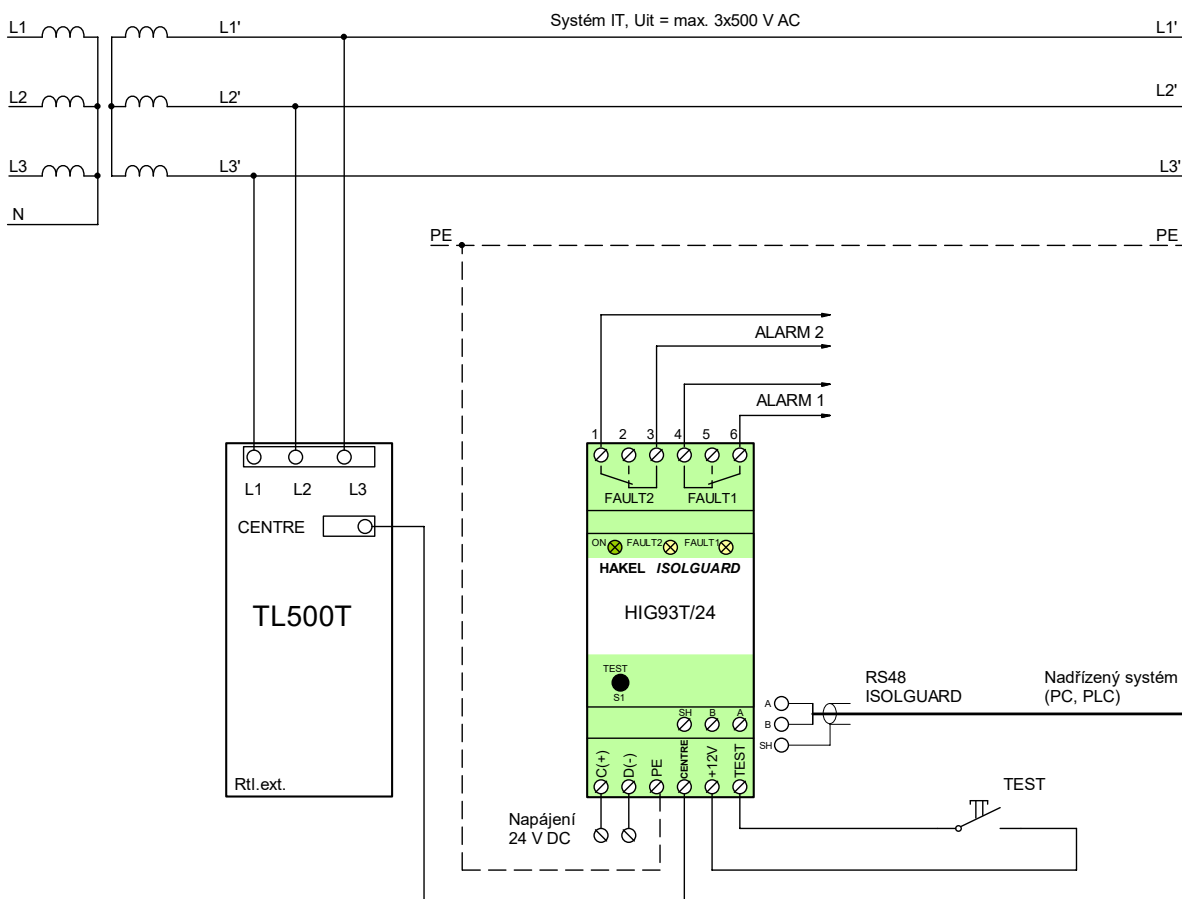 Systém IT, Uit = max. 3x500 V AC
L1 L1' L1'
L2 L2' L2'
L3 L3' L3'
N
PE PE
ALARM 2
ALARM 1
1 2 3 4 5 6
FAULT2 FAULT1
L1 L2 L3
CENTRE
TL500T
Rtl.ext.
ON FAULT2 FAULT1
HAKEL ISOLGUARD
HIG93T/24
TEST
S1
SH B A
C(+) D(-) PE CENTRE +12V TEST
A
B
SH
RS48
ISOLGUARD
Nadřízený systém
(PC, PLC)
TEST
Napájení
24 V DC